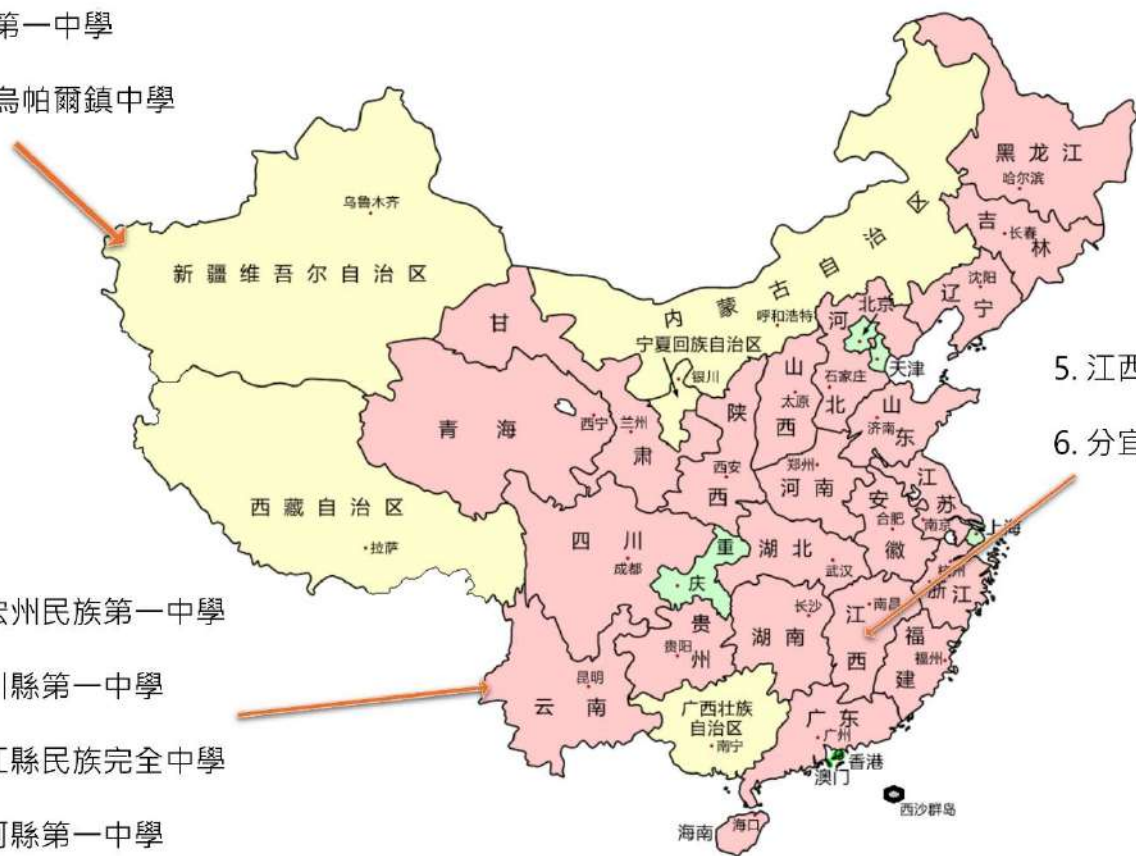 第一中學
烏帕爾鎮中學
黑龙江
哈尔滨
吉林
长春
沈阳
辽宁
乌鲁木齐
新疆维吾尔自治区
内蒙古自治区
呼和浩特
宁夏回族自治区
银川
甘肃
北京
天津
河北
石家庄
山西
太原
陕西
西安
山东
济南
5. 江西
6. 分宜
青海
西宁
兰州
郑州
河南
江苏
南京
安徽
合肥
上海
西藏自治区
拉萨
四川
成都
重庆
湖北
武汉
杭州
浙江
州民族第一中學
縣第一中學
縣民族完全中學
縣第一中學
长沙
湖南
江西
南昌
贵州
贵阳
福建
福州
昆明
云南
广西壮族
自治区
南宁
广东
广州
香港
澳门
西沙群岛
海南
海口